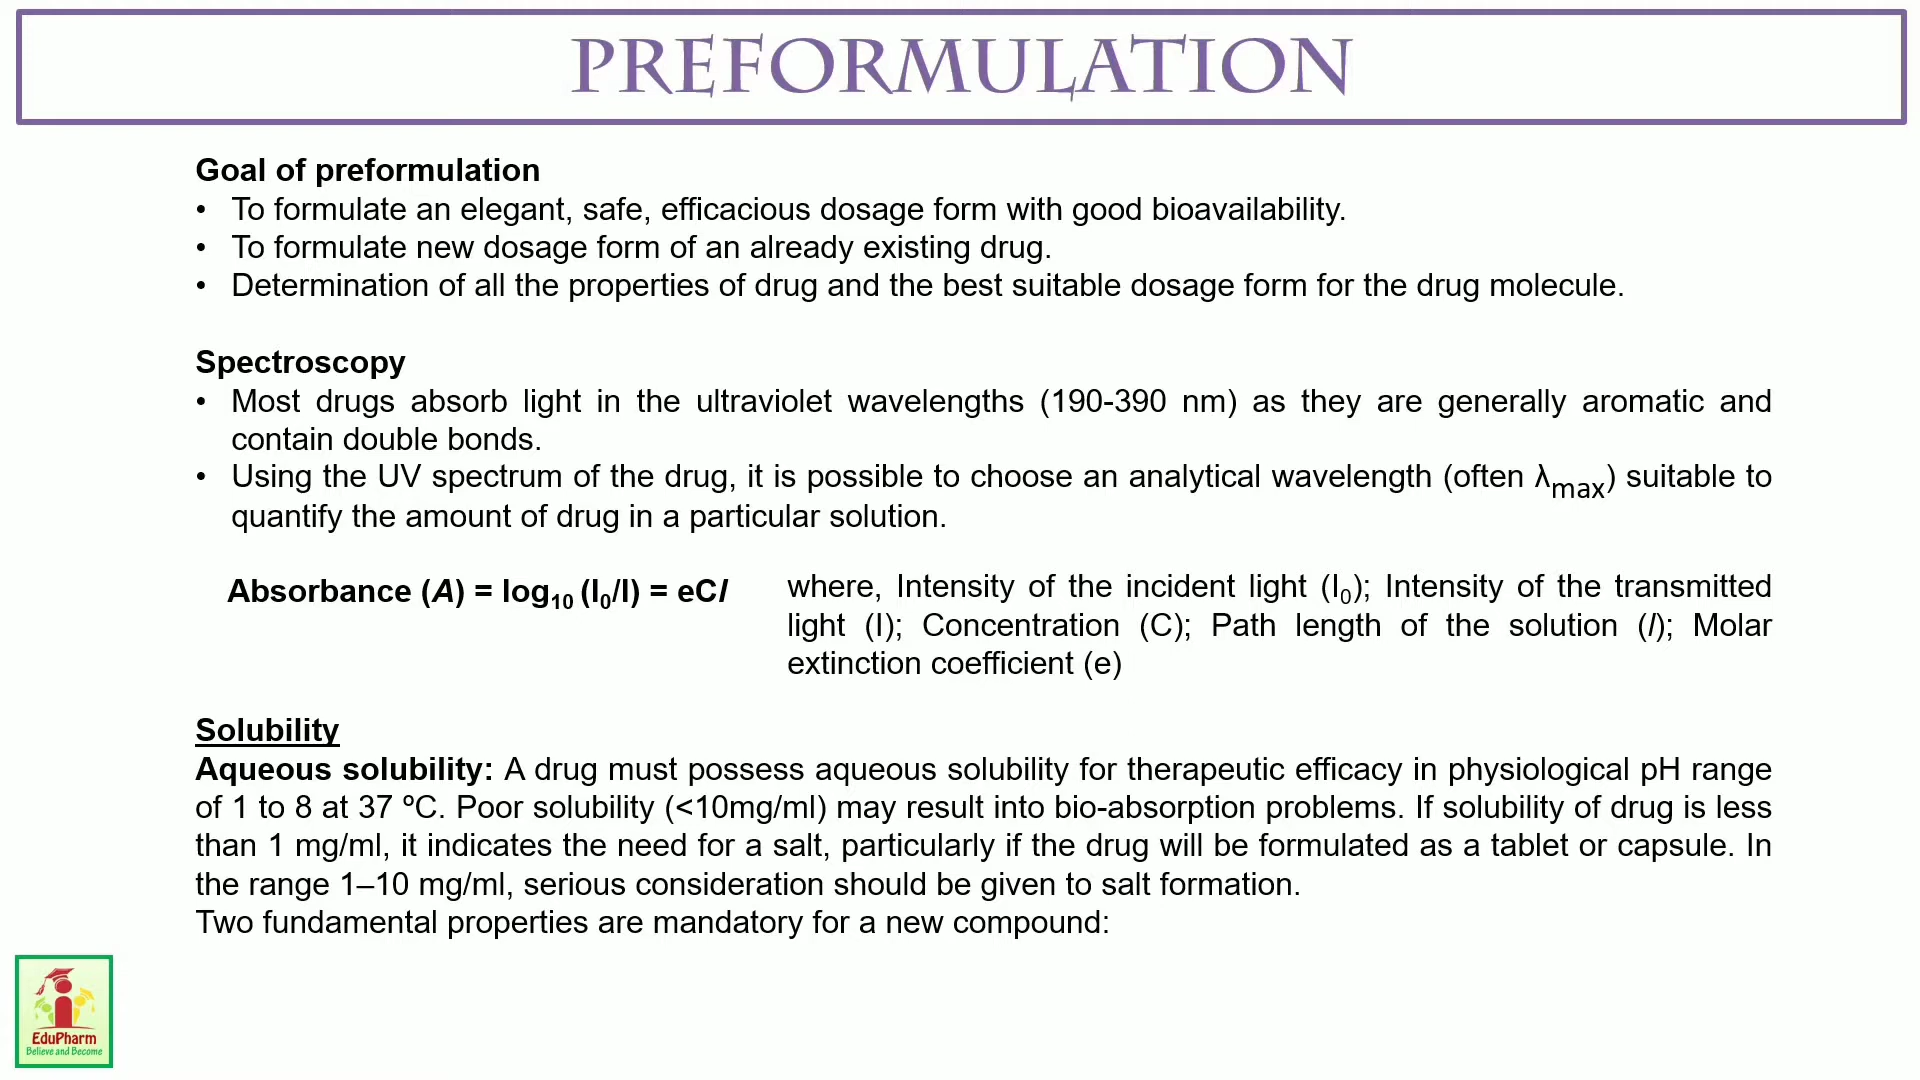 PREFORMULATION
Goal of preformulation
• To formulate an elegant, safe, efficacious dosage form with good bioavailability.
• To formulate new dosage form of an already existing drug.
• Determination of all the properties of drug and the best suitable dosage form for the drug molecule.
Spectroscopy
• Most drugs absorb light in the ultraviolet wavelengths (190-390 nm) as they are generally aromatic and
contain double bonds.
• Using the UV spectrum of the drug, it is possible to choose an analytical wavelength (often λmax) suitable to
quantify the amount of drug in a particular solution.
Absorbance (A) = log10 (I0/I) = eCl
where, Intensity of the incident light (I0); Intensity of the transmitted
light (I); Concentration (C); Path length of the solution (l); Molar
extinction coefficient (e)
Solubility
Aqueous solubility: A drug must possess aqueous solubility for therapeutic efficacy in physiological pH range
of 1 to 8 at 37 ºC. Poor solubility (<10mg/ml) may result into bio-absorption problems. If solubility of drug is less
than 1 mg/ml, it indicates the need for a salt, particularly if the drug will be formulated as a tablet or capsule. In
the range 1–10 mg/ml, serious consideration should be given to salt formation.
Two fundamental properties are mandatory for a new compound:
EduPharm
Believe and Become